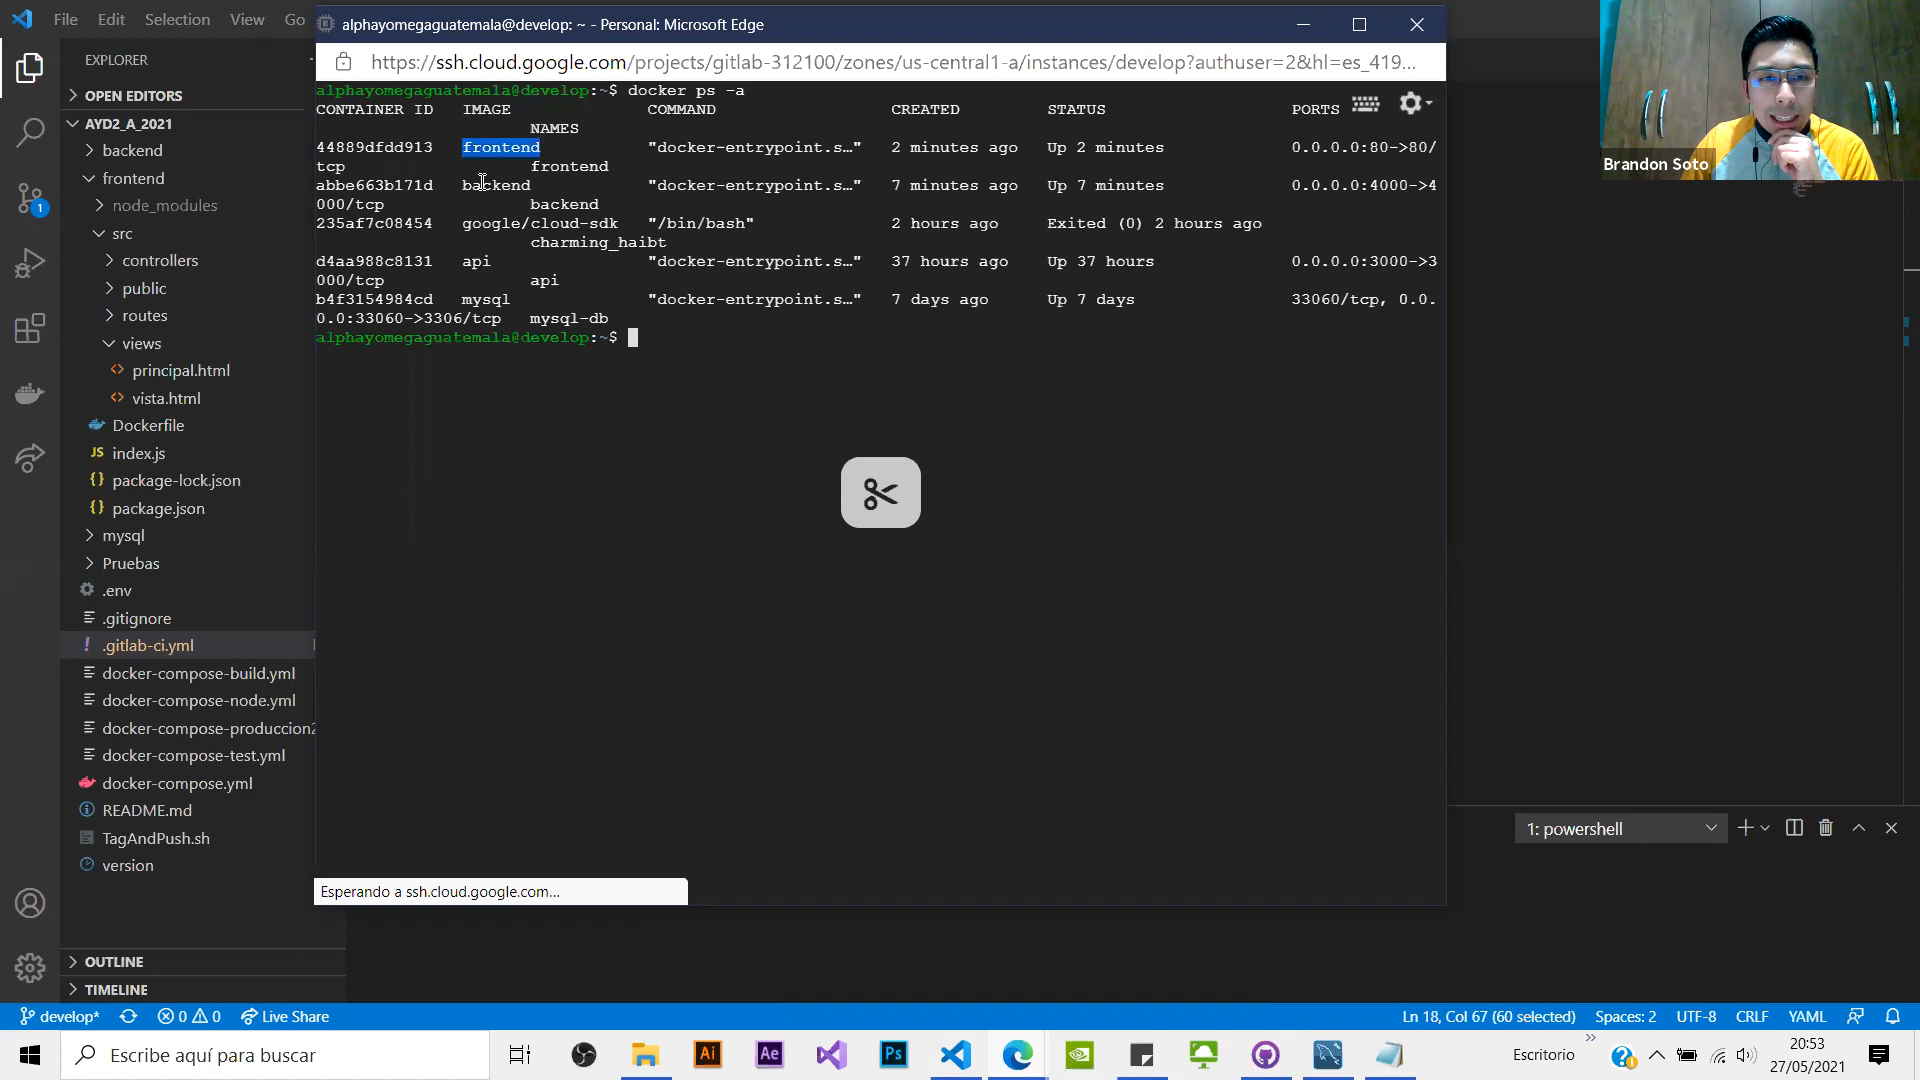 File Edit Selection View Go
alphayomegaguatemala@develop: ~ - Personal: Microsoft Edge
https://ssh.cloud.google.com/projects/gitlab-312100/zones/us-central1-a/instances/develop?authuser=2&hl=es_419...
Brandon Soto
EXPLORER
OPEN EDITORS
AYD2_A_2021
backend
frontend
node_modules
src
controllers
public
routes
views
principal.html
vista.html
Dockerfile
JS index.js
{} package-lock.json
{} package.json
mysql
Pruebas
.env
.gitignore
! .gitlab-ci.yml
docker-compose-build.yml
docker-compose-node.yml
docker-compose-produccion2
docker-compose-test.yml
docker-compose.yml
README.md
TagAndPush.sh
version
OUTLINE
TIMELINE
alphayomegaguatemala@develop:~$ docker ps -a
CONTAINER ID IMAGE COMMAND CREATED STATUS PORTS
NAMES
44889dfdd913 frontend "docker-entrypoint.s…" 2 minutes ago Up 2 minutes 0.0.0.0:80->80/
tcp frontend
abbe663b171d backend "docker-entrypoint.s…" 7 minutes ago Up 7 minutes 0.0.0.0:4000->4
000/tcp backend
235af7c08454 google/cloud-sdk "/bin/bash" 2 hours ago Exited (0) 2 hours ago
charming_haibt
d4aa988c8131 api "docker-entrypoint.s…" 37 hours ago Up 37 hours 0.0.0.0:3000->3
000/tcp api
b4f3154984cd mysql "docker-entrypoint.s…" 7 days ago Up 7 days 33060/tcp, 0.0.
0.0:33060->3306/tcp mysql-db
alphayomegaguatemala@develop:~$
Esperando a ssh.cloud.google.com...
1: powershell
1
develop* 0 0 Live Share Ln 18, Col 67 (60 selected) Spaces: 2 UTF-8 CRLF YAML
Escribe aquí para buscar
Ai Ae Ps
Escritorio
20:53
27/05/2021